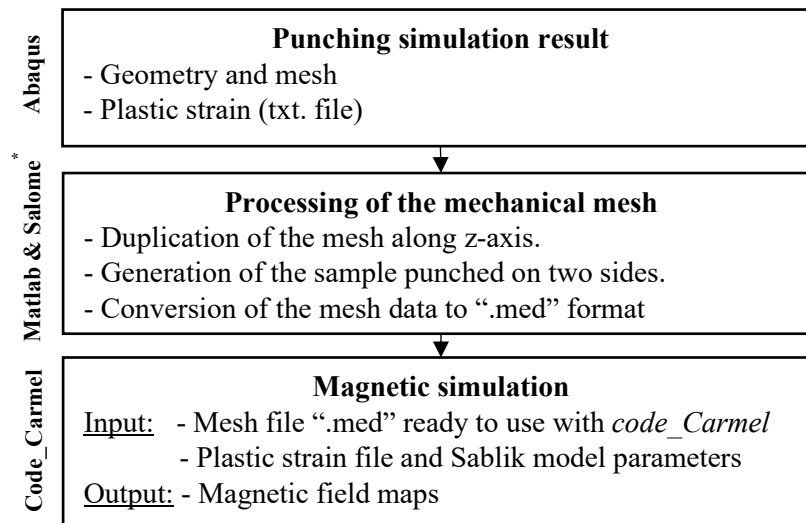 Abaqus
Punching simulation result
- Geometry and mesh
- Plastic strain (txt. file)
Matlab & Salome*
Processing of the mechanical mesh
- Duplication of the mesh along z-axis.
- Generation of the sample punched on two sides.
- Conversion of the mesh data to “.med” format
Code_Carmel
Magnetic simulation
Input: - Mesh file “.med” ready to use with code_Carmel
- Plastic strain file and Sablik model parameters
Output: - Magnetic field maps